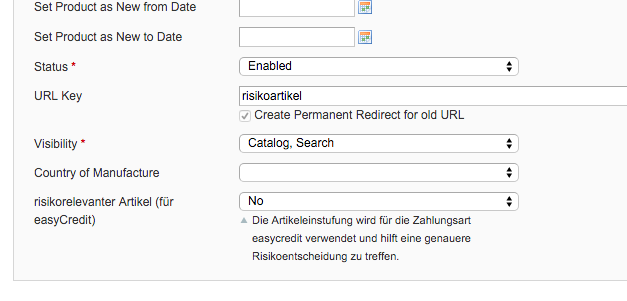 Set Product as New from Date
Set Product as New to Date
Status *
Enabled
URL Key
risikoartikel
Create Permanent Redirect for old URL
Visibility *
Catalog, Search
Country of Manufacture
risikorelevanter Artikel (für
easyCredit)
No
Die Artikeleinstufung wird für die Zahlungsart
easycredit verwendet und hilft eine genauere
Risikoentscheidung zu treffen.